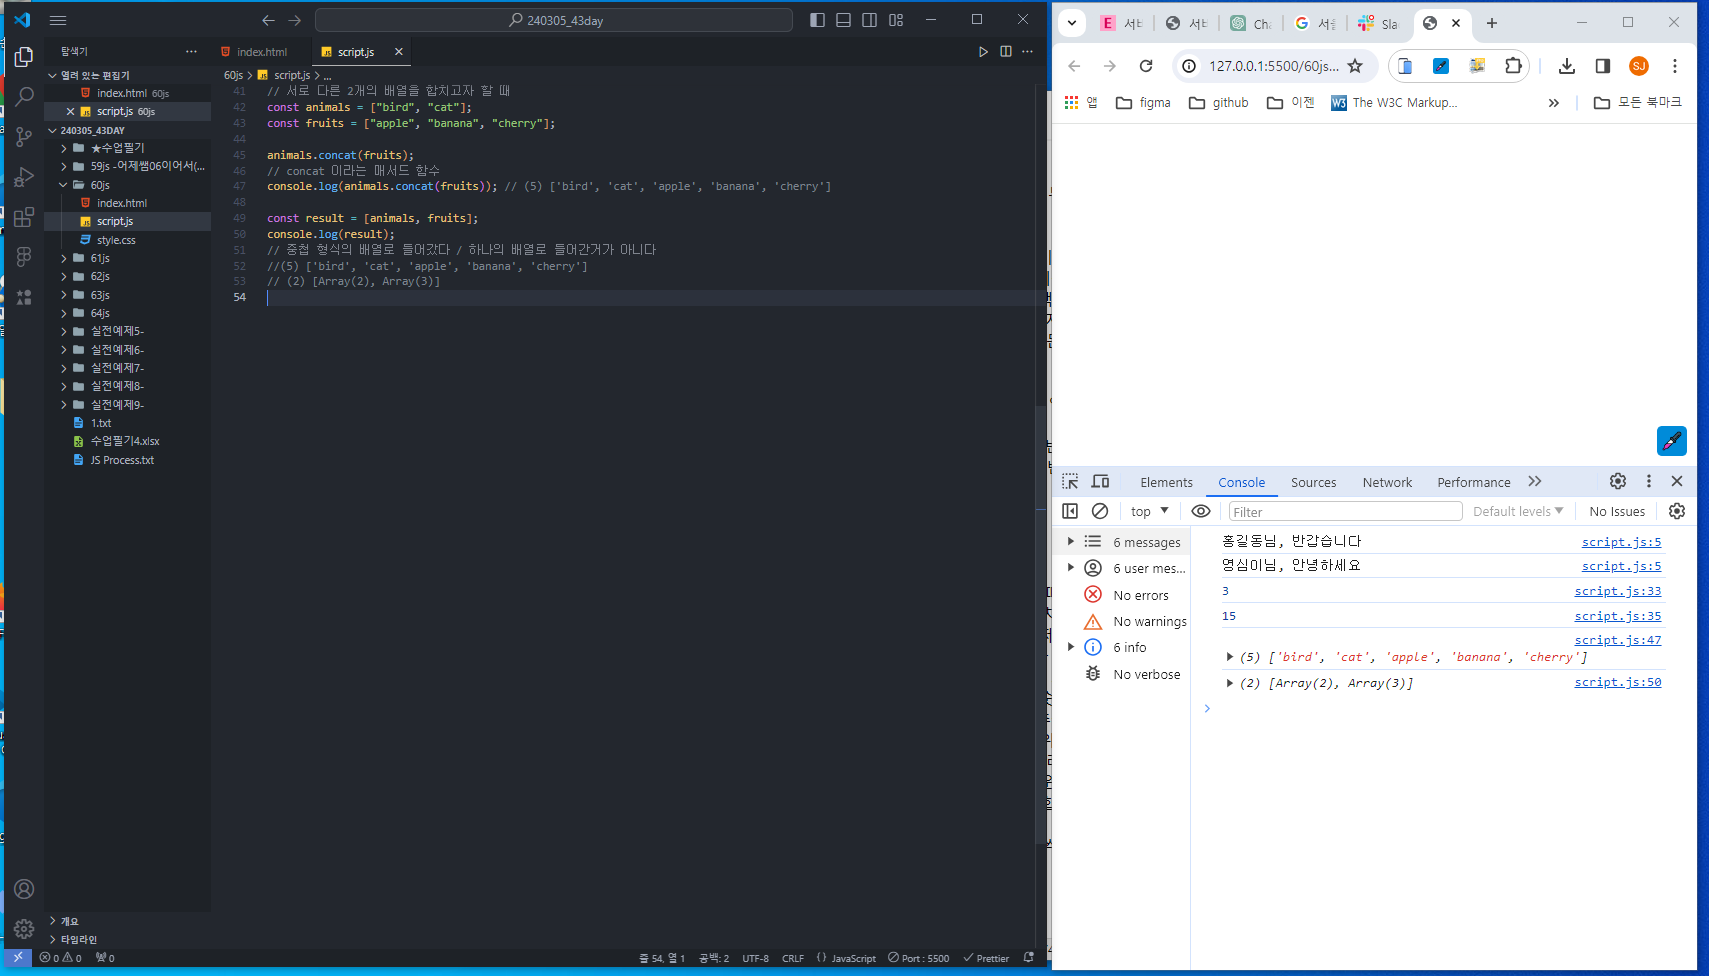 240305_43day
탐색기
열려 있는 편집기
index.html 60js
script.js 60js
240305_43DAY
★수업필기
59js -어제쌤06이어서(...
60js
index.html
script.js
style.css
61js
62js
63js
64js
실전예제5-
실전예제6-
실전예제7-
실전예제8-
실전예제9-
1.txt
수업필기4.xlsx
JS Process.txt
개요
타임라인
index.html
script.js
60js > script.js > ...
41 // 서로 다른 2개의 배열을 합치고자 할 때
42 const animals = ["bird", "cat"];
43 const fruits = ["apple", "banana", "cherry"];
44
45 animals.concat(fruits);
46 // concat 이라는 매서드 함수
47 console.log(animals.concat(fruits)); // (5) ['bird', 'cat', 'apple', 'banana', 'cherry']
48
49 const result = [animals, fruits];
50 console.log(result);
51 // 중첩 형식의 배열로 들어갔다 / 하나의 배열로 들어간거가 아니다
52 //(5) ['bird', 'cat', 'apple', 'banana', 'cherry']
53 // (2) [Array(2), Array(3)]
54
0 0 0
줄 54, 열 1 공백: 2 UTF-8 CRLF {} JavaScript Port : 5500 Prettier
서비 서비 Cha 서울 Sla
127.0.0.1:5500/60js...
SJ
앱 figma github 이젠 The W3C Markup... » 모든 북마크
Elements Console Sources Network Performance
top Filter Default levels No Issues
6 messages
6 user mes...
No errors
No warnings
6 info
No verbose
홍길동님, 반갑습니다 script.js:5
영심이님, 안녕하세요 script.js:5
3 script.js:33
15 script.js:35
script.js:47
(5) ['bird', 'cat', 'apple', 'banana', 'cherry']
(2) [Array(2), Array(3)] script.js:50